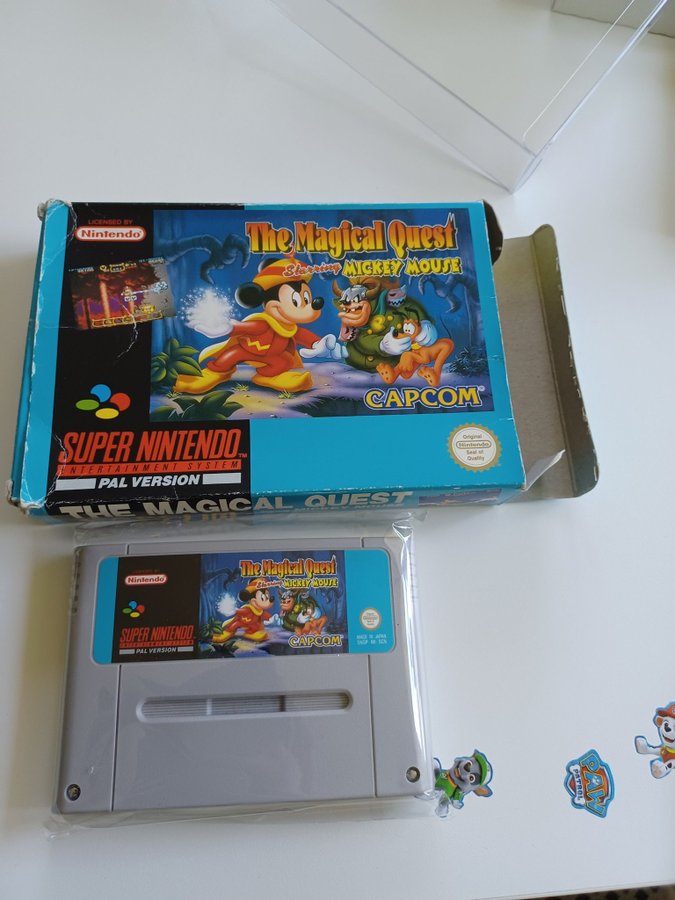 LICENSED BY
Nintendo
The Magical Quest
Starring MICKEY MOUSE
CAPCOM
SUPER NINTENDO
ENTERTAINMENT SYSTEM
PAL VERSION
Original
Nintendo
Seal of
Quality
THE MAGICAL QUEST
LICENSED BY
Nintendo
The Magical Quest
Starring MICKEY MOUSE
CAPCOM
SUPER NINTENDO
ENTERTAINMENT SYSTEM
PAL VERSION
MADE IN JAPAN
PAW
PATROL